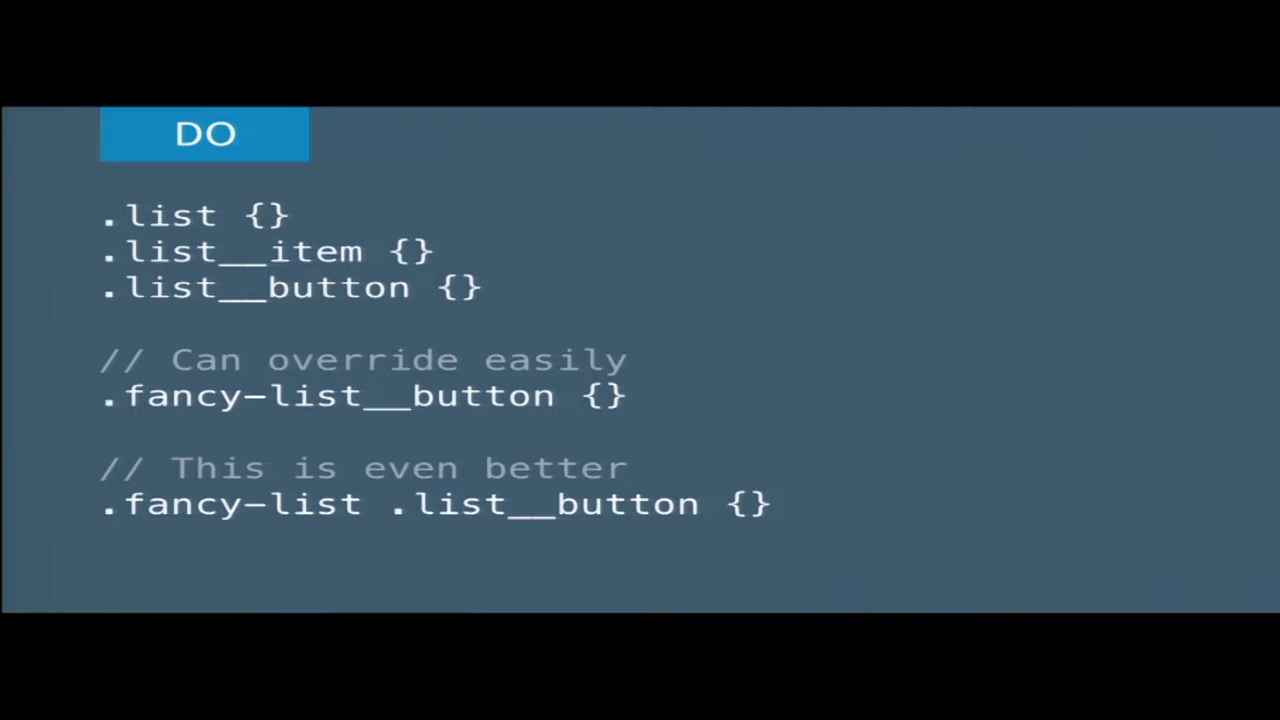 DO
.list {}
.list__item {}
.list__button {}
// Can override easily
.fancy-list__button {}
// This is even better
.fancy-list .list__button {}